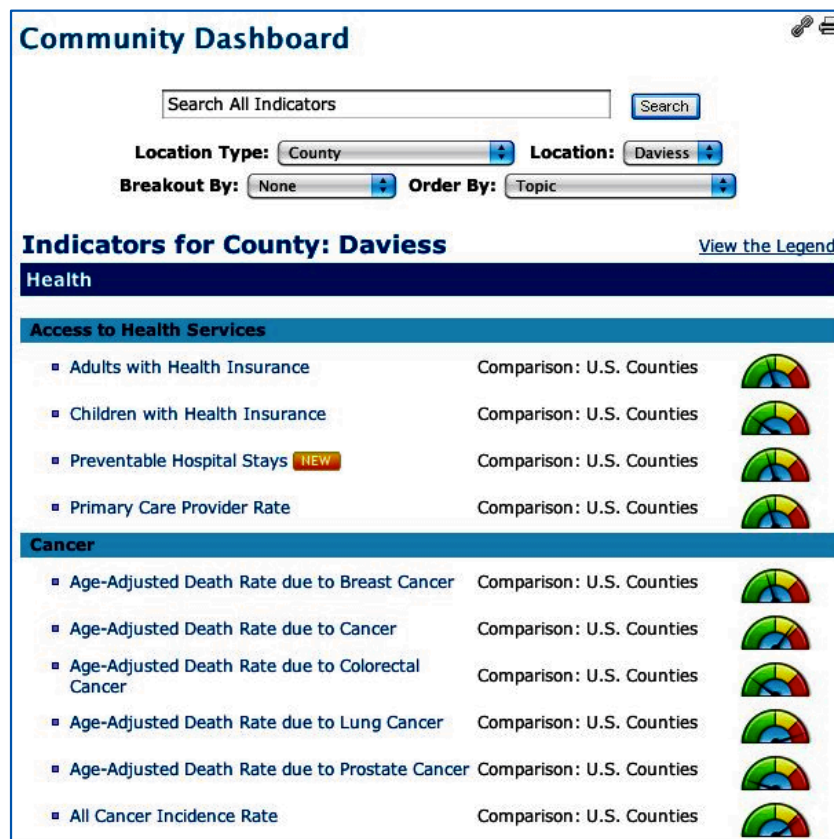 Community Dashboard
Search All Indicators Search
Location Type: County Location: Daviess
Breakout By: None Order By: Topic
Indicators for County: Daviess View the Legend
Health
Access to Health Services
Adults with Health Insurance Comparison: U.S. Counties
Children with Health Insurance Comparison: U.S. Counties
Preventable Hospital Stays NEW Comparison: U.S. Counties
Primary Care Provider Rate Comparison: U.S. Counties
Cancer
Age-Adjusted Death Rate due to Breast Cancer Comparison: U.S. Counties
Age-Adjusted Death Rate due to Cancer Comparison: U.S. Counties
Age-Adjusted Death Rate due to Colorectal
Cancer Comparison: U.S. Counties
Age-Adjusted Death Rate due to Lung Cancer Comparison: U.S. Counties
Age-Adjusted Death Rate due to Prostate Cancer Comparison: U.S. Counties
All Cancer Incidence Rate Comparison: U.S. Counties